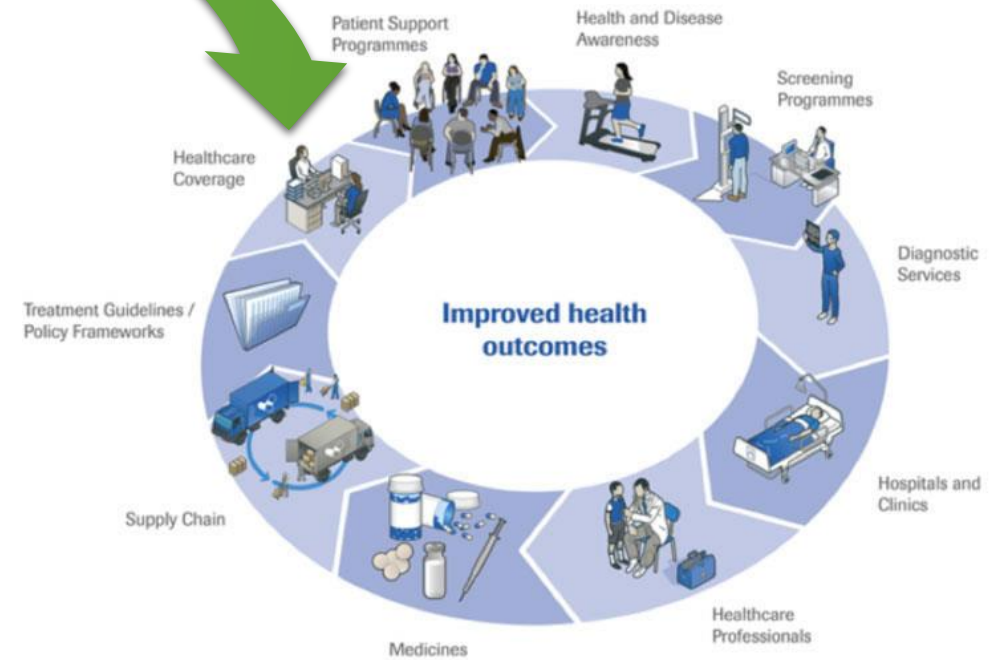 Patient Support
Programmes
Health and Disease
Awareness
Screening
Programmes
Healthcare
Coverage
Diagnostic
Services
Treatment Guidelines /
Policy Frameworks
Improved health
outcomes
Hospitals and
Clinics
Supply Chain
Healthcare
Professionals
Medicines